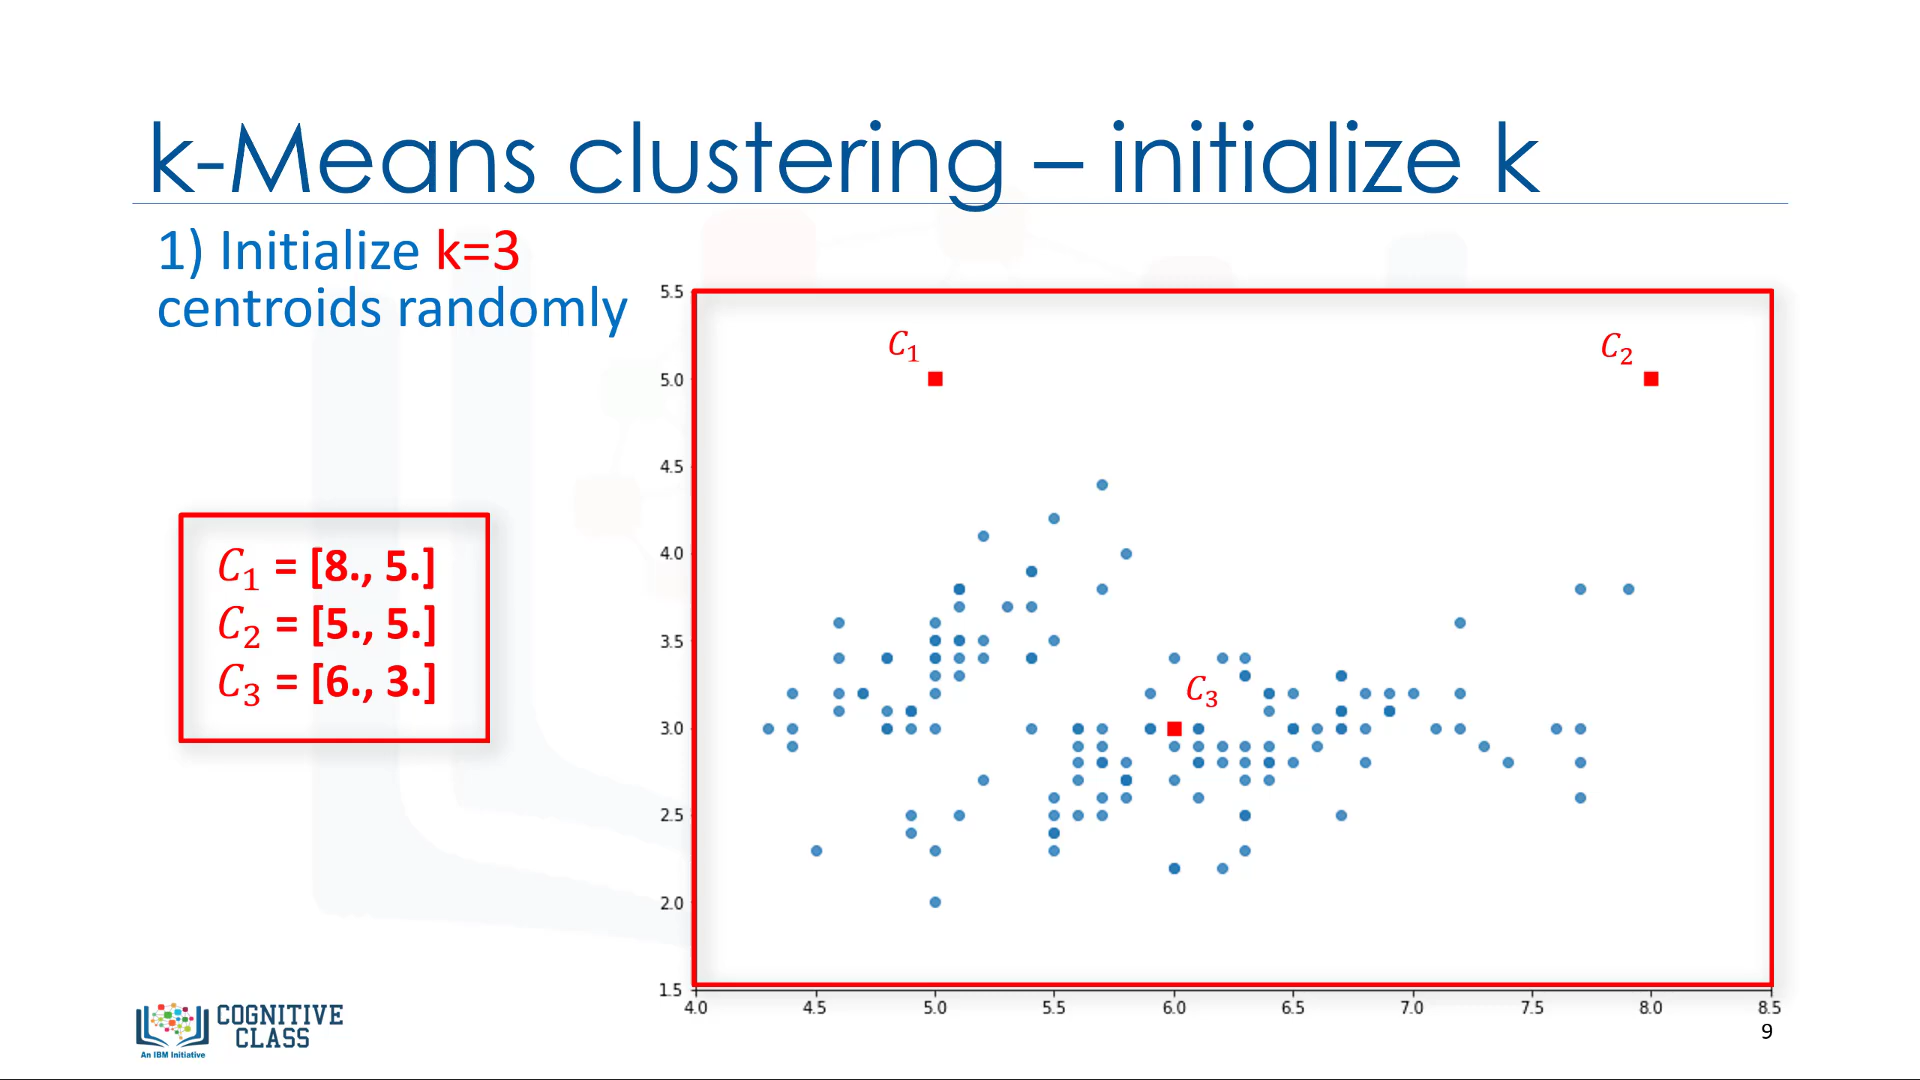 k-Means clustering – initialize k
1) Initialize k=3
centroids randomly
C₁ = [8., 5.]
C₂ = [5., 5.]
C₃ = [6., 3.]
5.5
5.0
4.5
4.0
3.5
3.0
2.5
2.0
1.5
C₁
C₂
C₃
4.0 4.5 5.0 5.5 6.0 6.5 7.0 7.5 8.0 8.5
COGNITIVE
CLASS
An IBM Initiative
9